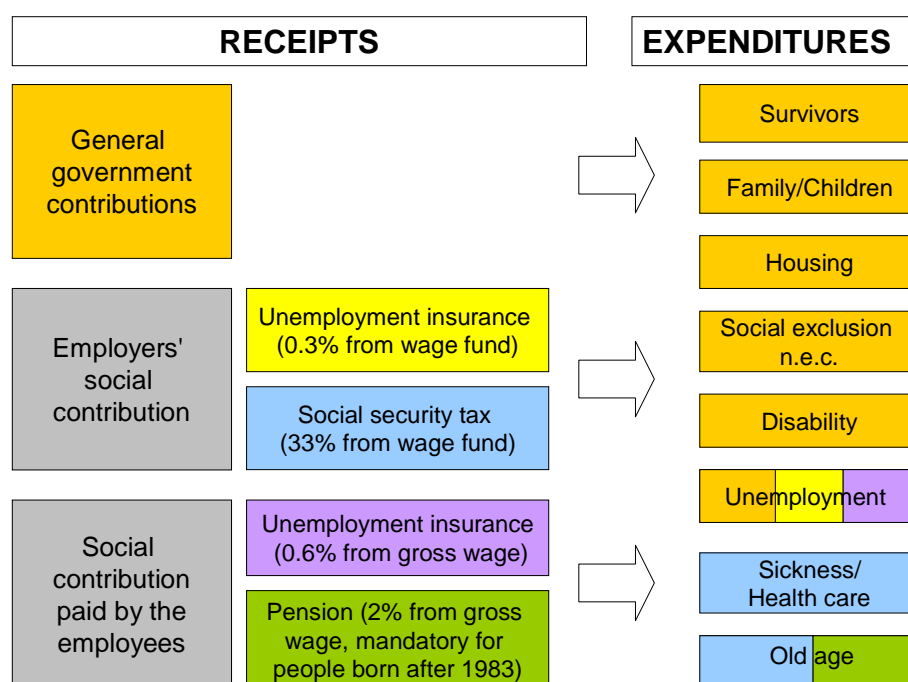 RECEIPTS
EXPENDITURES
General
government
contributions
Survivors
Family/Children
Housing
Employers'
social
contribution
Unemployment insurance
(0.3% from wage fund)
Social security tax
(33% from wage fund)
Social exclusion
n.e.c.
Disability
Social
contribution
paid by the
employees
Unemployment insurance
(0.6% from gross wage)
Pension (2% from gross
wage, mandatory for
people born after 1983)
Unemployment
Sickness/
Health care
Old age